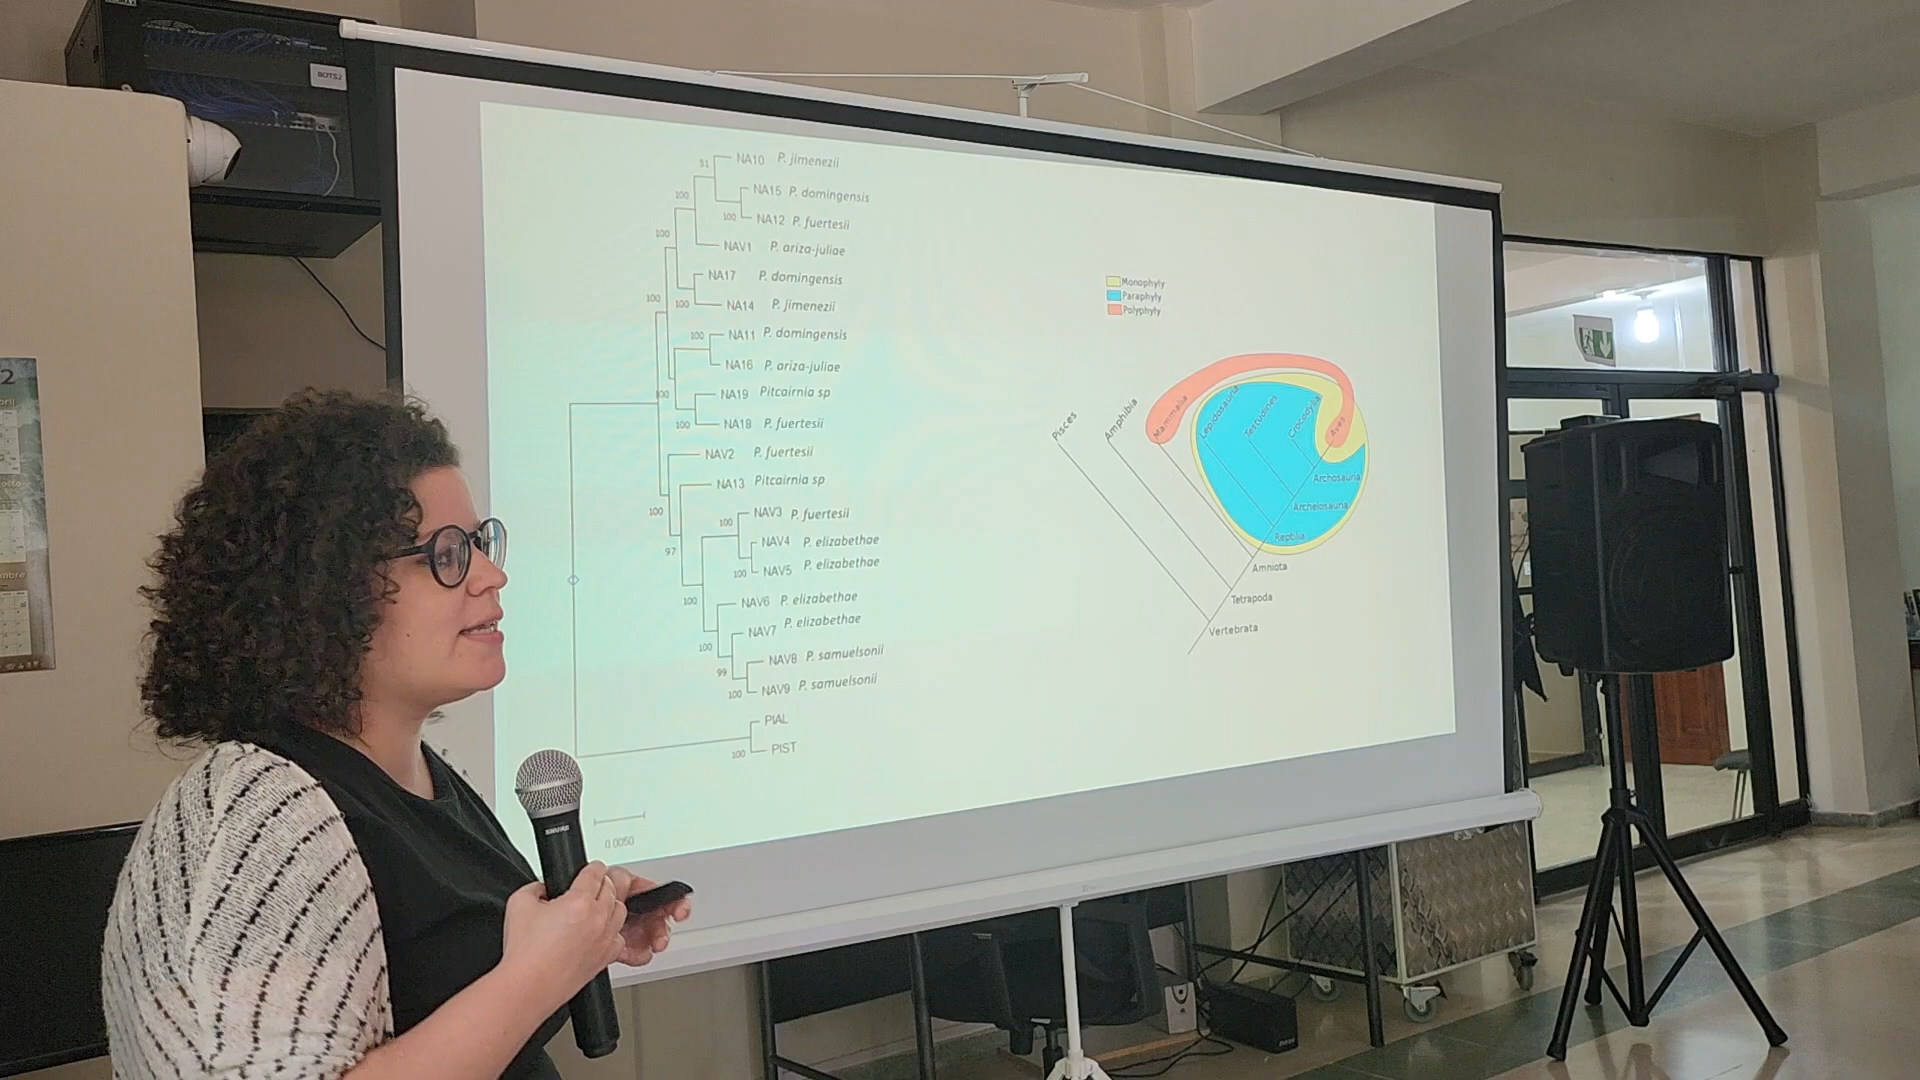 BOTS2
51
NA10 P. jimenezii
100
NA15 P. domingensis
100
NA12 P. fuertesii
100
NAV1 P. ariza-juliae
NA17 P. domingensis
100
100
NA14 P. jimenezii
100
NA11 P. domingensis
NA16 P. ariza-juliae
100
NA19 Pitcairnia sp
100
NA18 P. fuertesii
NAV2 P. fuertesii
NA13 Pitcairnia sp
100
100
NAV3 P. fuertesii
97
NAV4 P. elizabethae
100
NAV5 P. elizabethae
100
NAV6 P. elizabethae
NAV7 P. elizabethae
100
NAV8 P. samuelsonii
99
100
NAV9 P. samuelsonii
PIAL
100
PIST
0.0050
Monophyly
Paraphyly
Polyphyly
Pisces
Amphibia
Mammalia
Lepidosauria
Testudines
Crocodylia
Aves
Archosauria
Archelosauria
Reptilia
Amniota
Tetrapoda
Vertebrata
SHURE
2